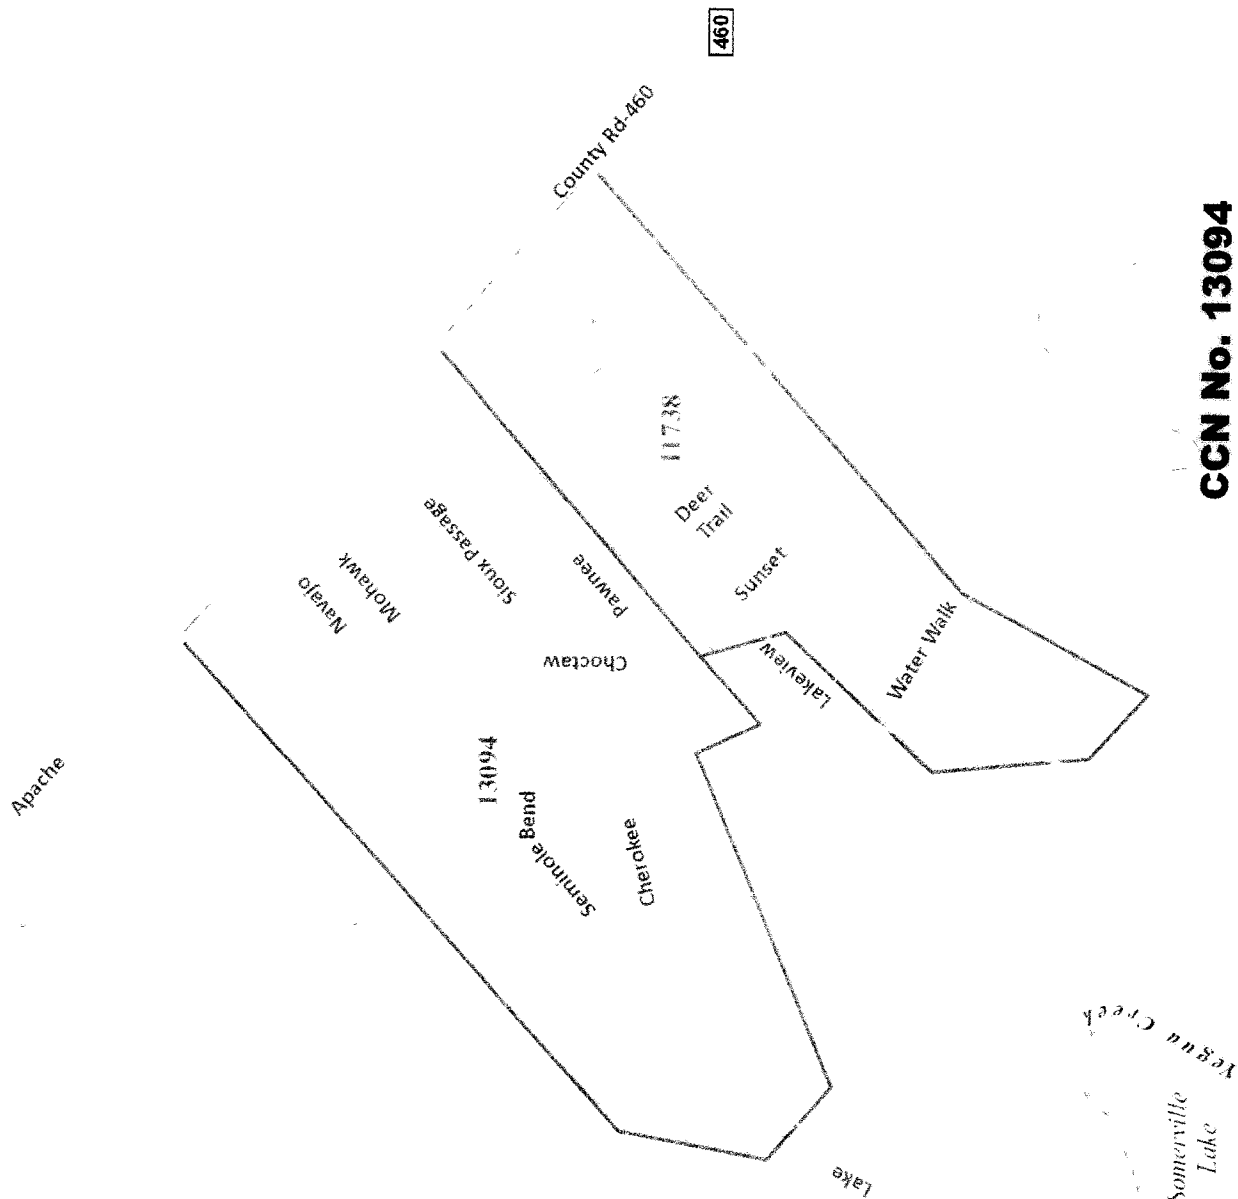 460
County Rd-460
CCN No. 13094
11738
Deer
Trail
Sunset
Water Walk
Lakeview
Pawnee
Sioux Passage
Mohawk
Navajo
Choctaw
13094
Seminole
Bend
Cherokee
Apache
Yegua Creek
Somerville
Lake
Lake